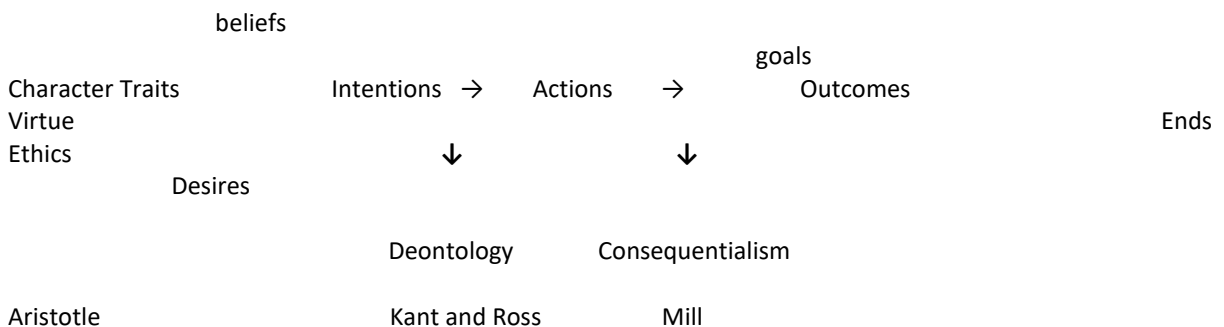 beliefs
goals
Character Traits Intentions → Actions → Outcomes
Virtue Ends
Ethics ↓ ↓
Desires
Deontology Consequentialism
Aristotle Kant and Ross Mill